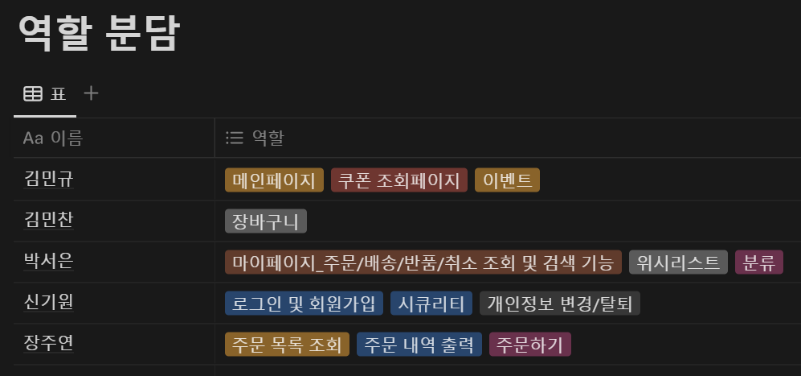 역할 분담
표
Aa 이름 역할
김민규 메인페이지 쿠폰 조회페이지 이벤트
김민찬 장바구니
박서은 마이페이지_주문/배송/반품/취소 조회 및 검색 기능 위시리스트 분류
신기원 로그인 및 회원가입 시큐리티 개인정보 변경/탈퇴
장주연 주문 목록 조회 주문 내역 출력 주문하기